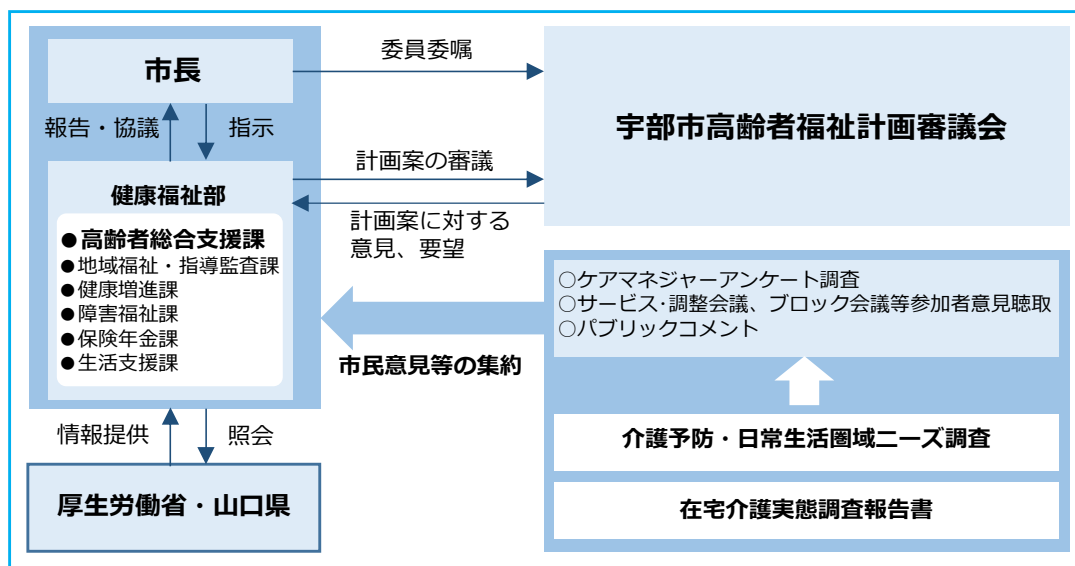 市長
委員委嘱
宇部市高齢者福祉計画審議会
報告・協議
指示
計画案の審議
健康福祉部
計画案に対する
意見、要望
●高齢者総合支援課
●地域福祉・指導監査課
●健康増進課
●障害福祉課
●保険年金課
●生活支援課
○ケアマネジャーアンケート調査
○サービス･調整会議、ブロック会議等参加者意見聴取
○パブリックコメント
市民意見等の集約
情報提供
照会
介護予防・日常生活圏域ニーズ調査
厚生労働省・山口県
在宅介護実態調査報告書